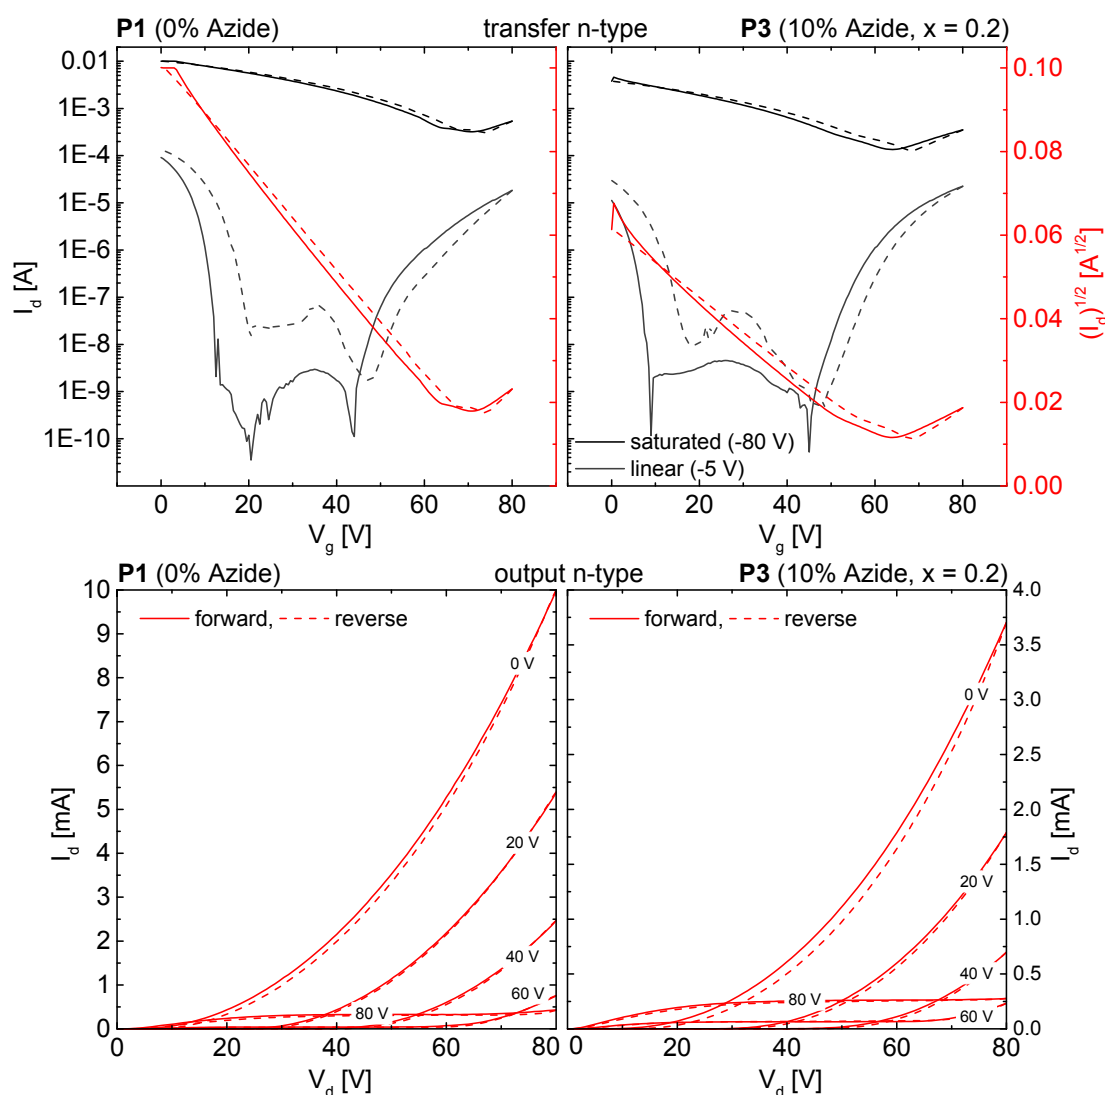 P1 (0% Azide) transfer n-type P3 (10% Azide, x = 0.2)
0.01
1E-3
1E-4
1E-5
1E-6
1E-7
1E-8
1E-9
1E-10
I_d [A]
0.10
0.08
0.06
0.04
0.02
0.00
(I_d)^1/2 [A^1/2]
saturated (-80 V)
linear (-5 V)
0 20 40 60 80
0 20 40 60 80
V_g [V]
V_g [V]
P1 (0% Azide) output n-type P3 (10% Azide, x = 0.2)
forward, reverse
forward, reverse
10
9
8
7
6
5
4
3
2
1
0
I_d [mA]
0 V
20 V
40 V
60 V
80 V
0 V
20 V
40 V
80 V
60 V
4.0
3.5
3.0
2.5
2.0
1.5
1.0
0.5
0.0
I_d [mA]
0 20 40 60 80
0 20 40 60 80
V_d [V]
V_d [V]